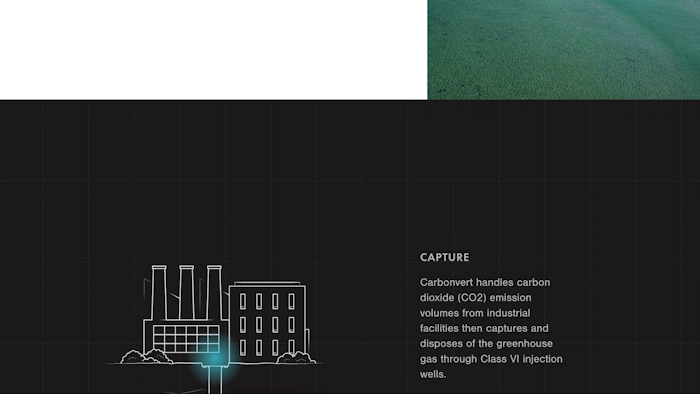 CAPTURE
Carbonvert handles carbon
dioxide (CO2) emission
volumes from industrial
facilities then captures and
disposes of the greenhouse
gas through Class VI injection
wells.